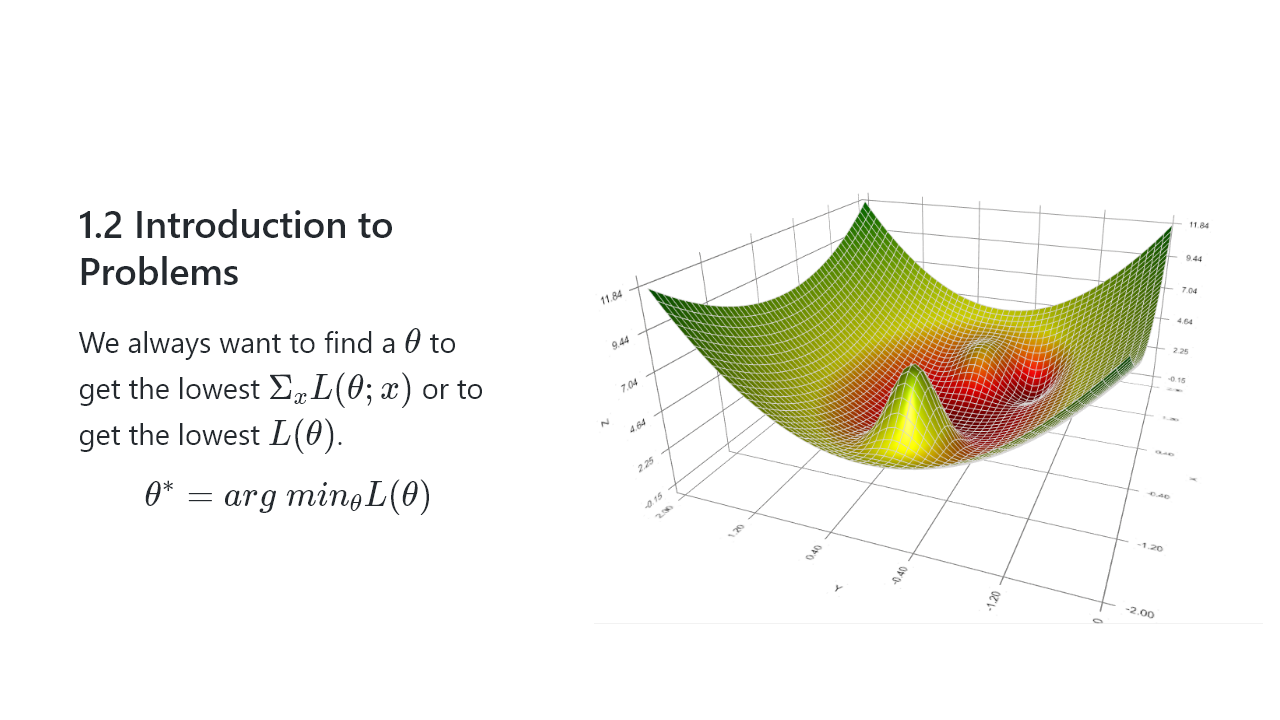 1.2 Introduction to
Problems
We always want to find a θ to
get the lowest ΣₓL(θ; x) or to
get the lowest L(θ).
θ* = arg min_θ L(θ)
11.84
9.44
7.04
4.64
2.25
-0.15
Z
2.00
1.20
0.40
-0.40
-1.20
Y
11.84
9.44
7.04
4.64
2.25
-0.15
-0.40
-1.20
-2.00
X